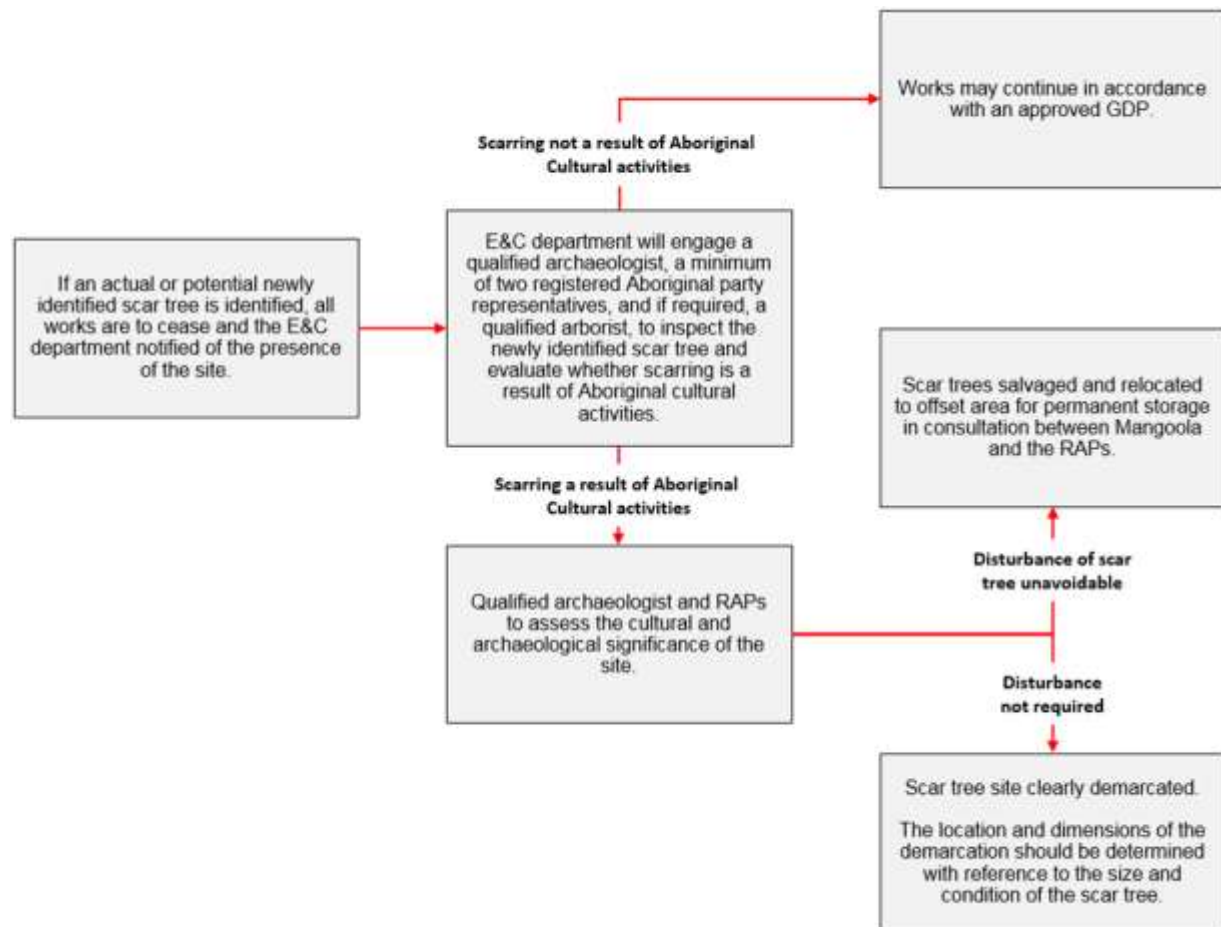 Works may continue in accordance
with an approved GDP.
Scarring not a result of Aboriginal
Cultural activities
If an actual or potential newly
identified scar tree is identified, all
works are to cease and the E&C
department notified of the presence
of the site.
E&C department will engage a
qualified archaeologist, a minimum
of two registered Aboriginal party
representatives, and if required, a
qualified arborist, to inspect the
newly identified scar tree and
evaluate whether scarring is a
result of Aboriginal cultural
activities.
Scarring a result of Aboriginal
Cultural activities
Qualified archaeologist and RAPs
to assess the cultural and
archaeological significance of the
site.
Scar trees salvaged and relocated
to offset area for permanent storage
in consultation between Mangoola
and the RAPs.
Disturbance of scar
tree unavoidable
Disturbance
not required
Scar tree site clearly demarcated.
The location and dimensions of the
demarcation should be determined
with reference to the size and
condition of the scar tree.